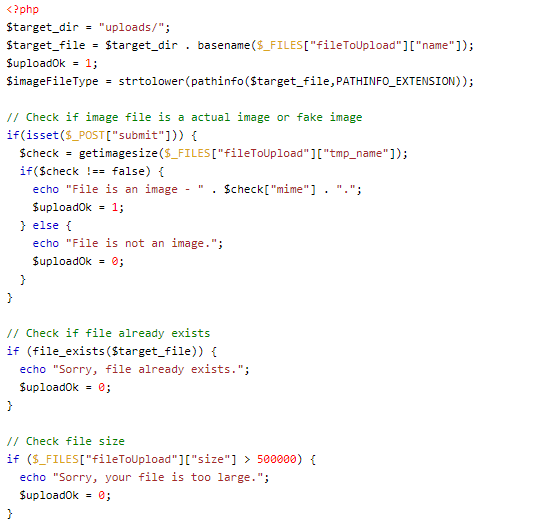 <?php
$target_dir = "uploads/";
$target_file = $target_dir . basename($_FILES["fileToUpload"]["name"]);
$uploadOk = 1;
$imageFileType = strtolower(pathinfo($target_file,PATHINFO_EXTENSION));

// Check if image file is a actual image or fake image
if(isset($_POST["submit"])) {
  $check = getimagesize($_FILES["fileToUpload"]["tmp_name"]);
  if($check !== false) {
    echo "File is an image - " . $check["mime"] . ".";
    $uploadOk = 1;
  } else {
    echo "File is not an image.";
    $uploadOk = 0;
  }
}

// Check if file already exists
if (file_exists($target_file)) {
  echo "Sorry, file already exists.";
  $uploadOk = 0;
}

// Check file size
if ($_FILES["fileToUpload"]["size"] > 500000) {
  echo "Sorry, your file is too large.";
  $uploadOk = 0;
}